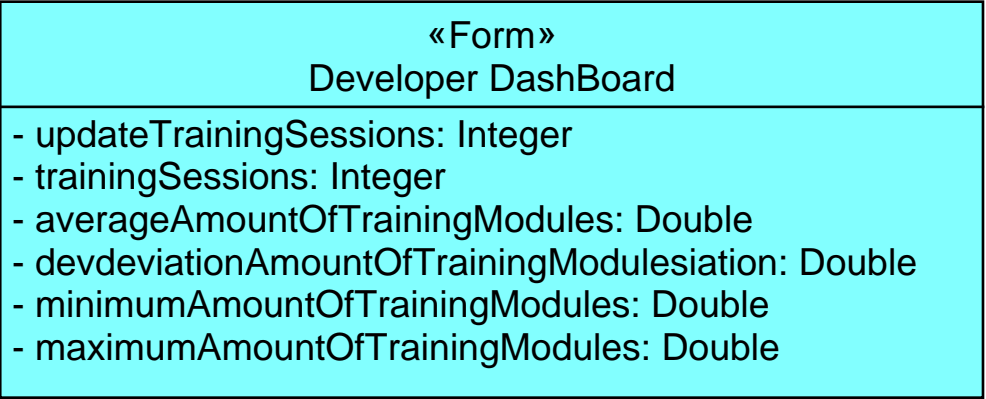 «Form»
Developer DashBoard
- updateTrainingSessions: Integer
- trainingSessions: Integer
- averageAmountOfTrainingModules: Double
- devdeviationAmountOfTrainingModulesiation: Double
- minimumAmountOfTrainingModules: Double
- maximumAmountOfTrainingModules: Double